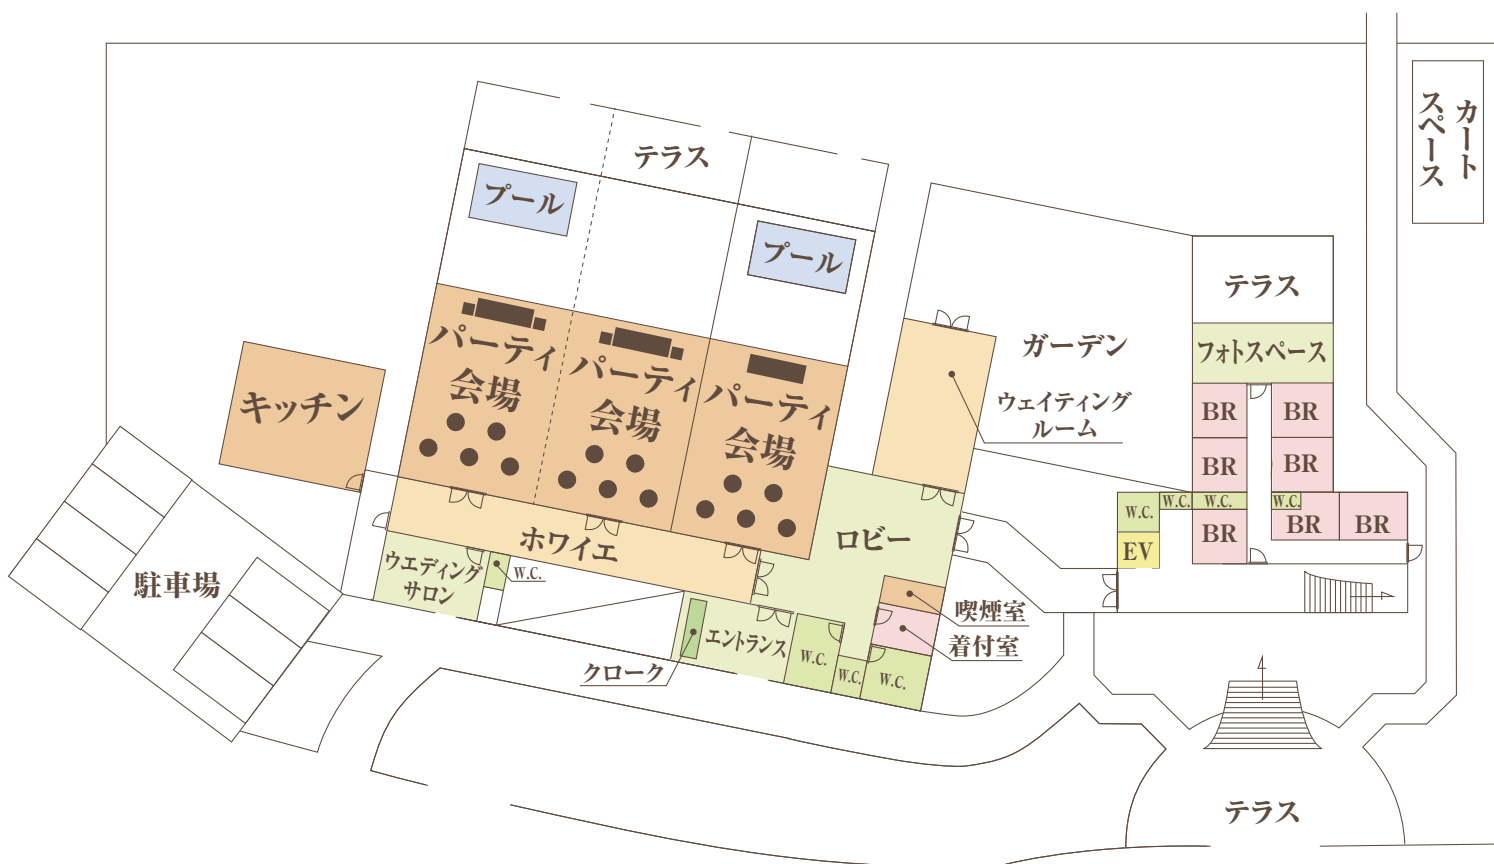 カート
スペース
テラス
プール
プール
テラス
パーティ
会場
パーティ
会場
パーティ
会場
ガーデン
フォトスペース
キッチン
ウェイティング
ルーム
BR
BR
BR
BR
W.C.
W.C.
W.C.
W.C.
BR
BR
BR
EV
ホワイエ
ロビー
ウエディング
サロン
W.C.
駐車場
喫煙室
着付室
エントランス
クローク
W.C.
W.C.
W.C.
テラス